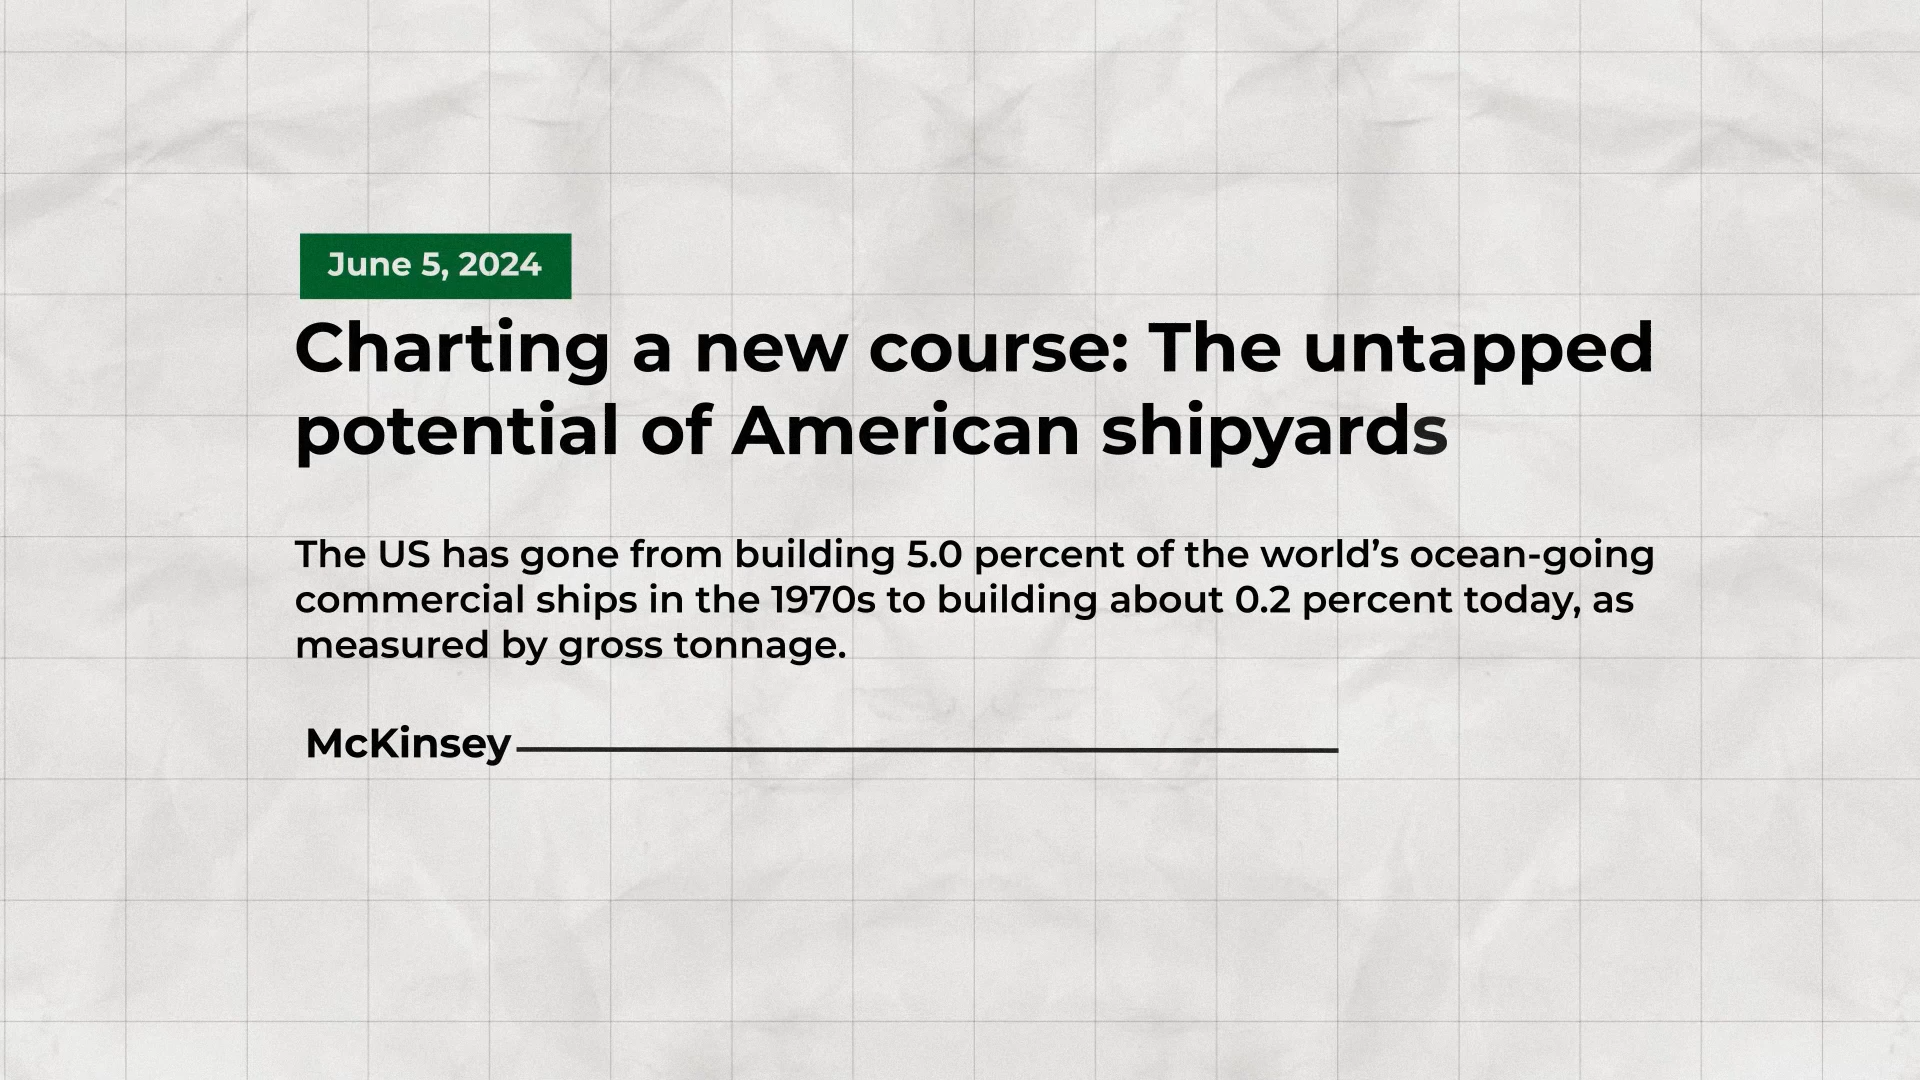 June 5, 2024
Charting a new course: The untapped
potential of American shipyards
The US has gone from building 5.0 percent of the world’s ocean-going
commercial ships in the 1970s to building about 0.2 percent today, as
measured by gross tonnage.
McKinsey